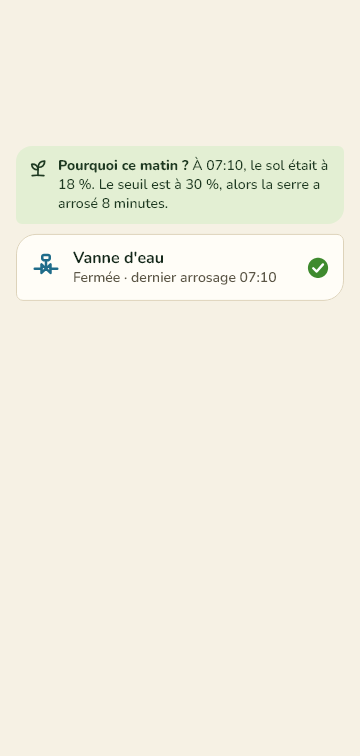 Pourquoi ce matin ? À 07:10, le sol était à
18 %. Le seuil est à 30 %, alors la serre a
arrosé 8 minutes.
Vanne d'eau
Fermée · dernier arrosage 07:10